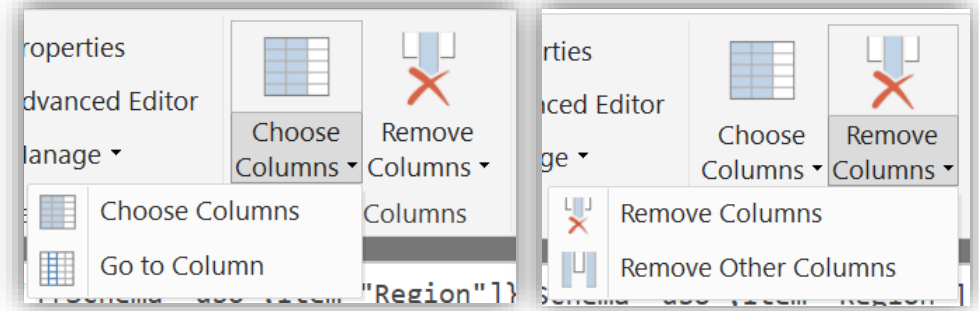 roperties
dvanced Editor
anage
Choose Columns
Remove Columns
Choose Columns
Go to Column
Columns
"Region"]}
rties
nced Editor
ge
Choose Columns
Remove Columns
Remove Columns
Remove Other Columns